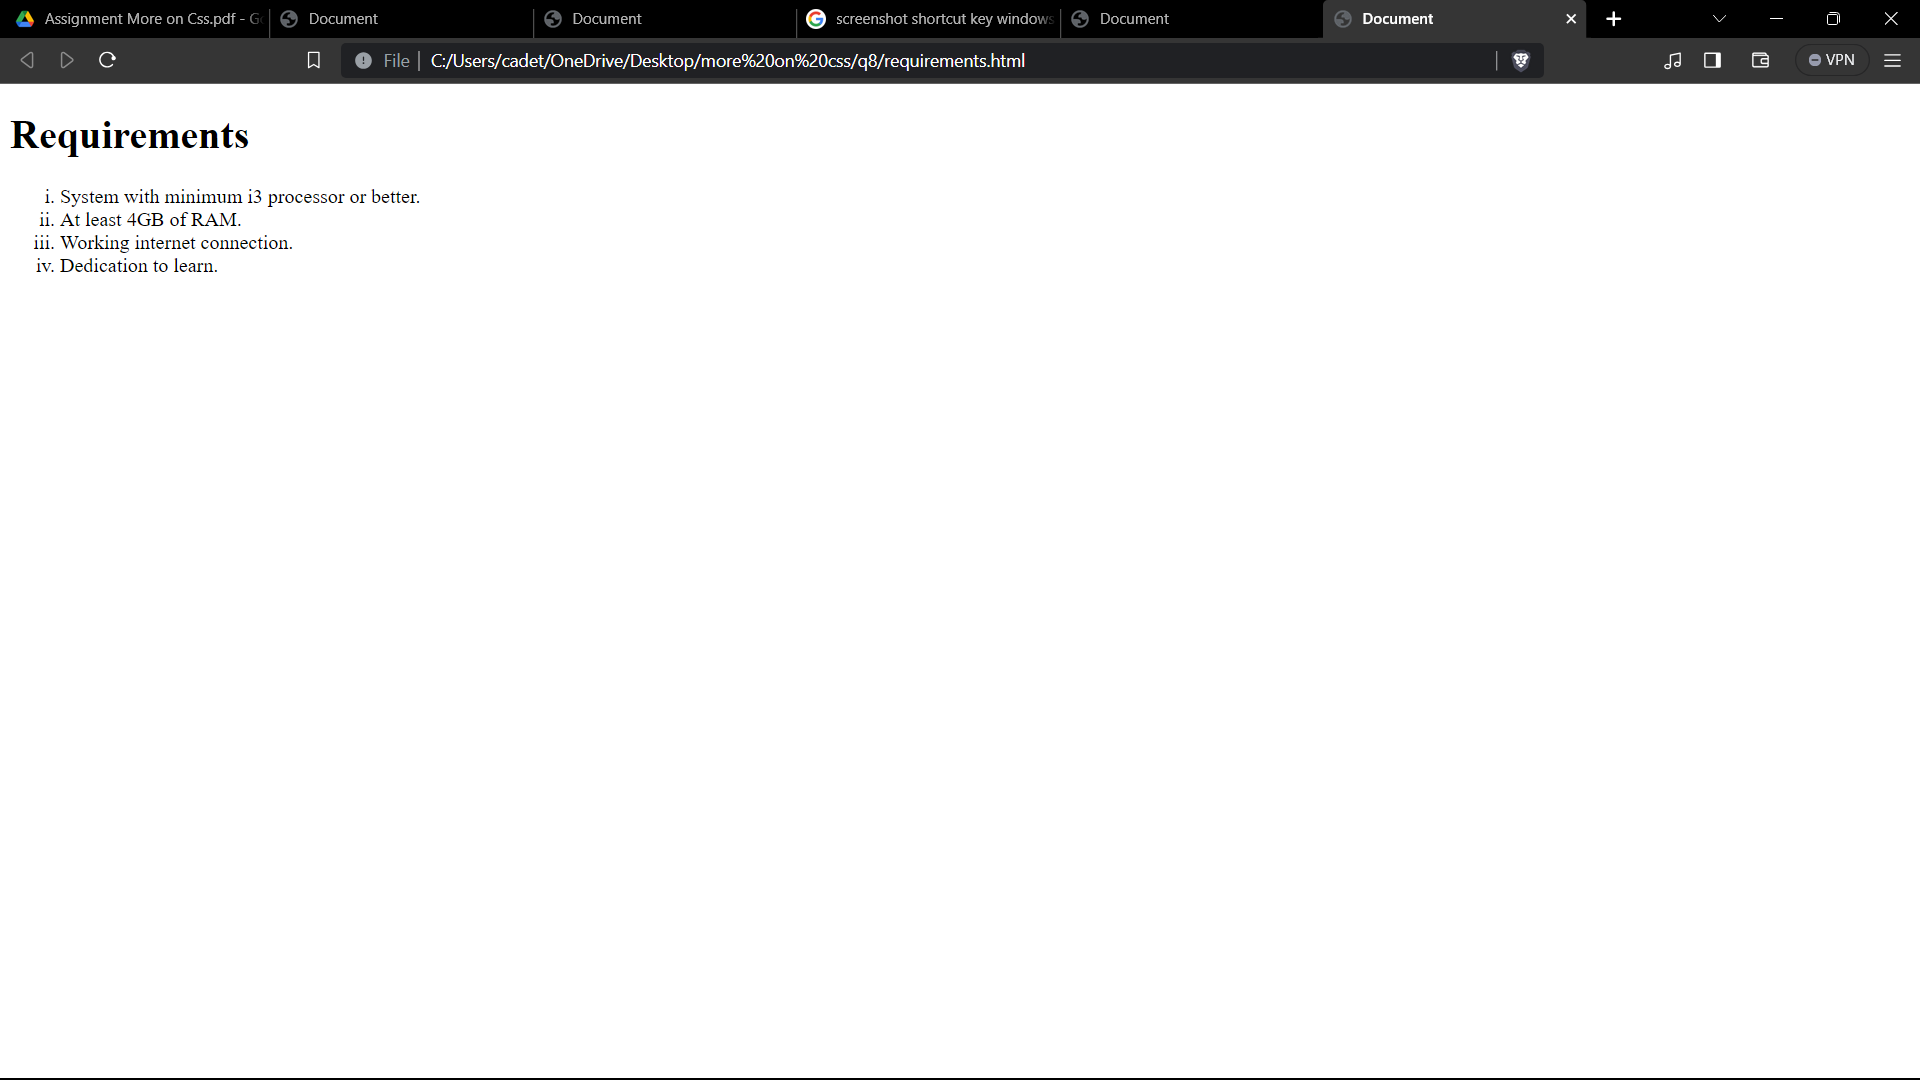 Assignment More on Css.pdf - Go
Document
Document
screenshot shortcut key windows
Document
Document
File
C:/Users/cadet/OneDrive/Desktop/more%20on%20css/q8/requirements.html
VPN
Requirements
i. System with minimum i3 processor or better.
ii. At least 4GB of RAM.
iii. Working internet connection.
iv. Dedication to learn.